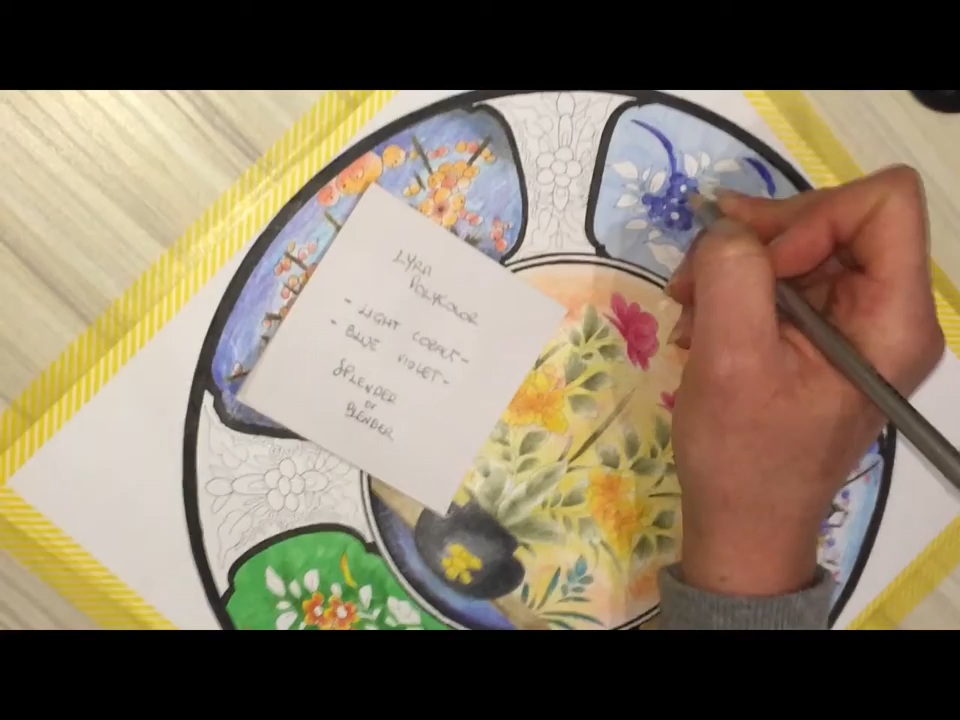 LYRA
POLYCOLOR
- LIGHT COBALT -
- BLUE VIOLET -
SPLENDER
or
BLENDER